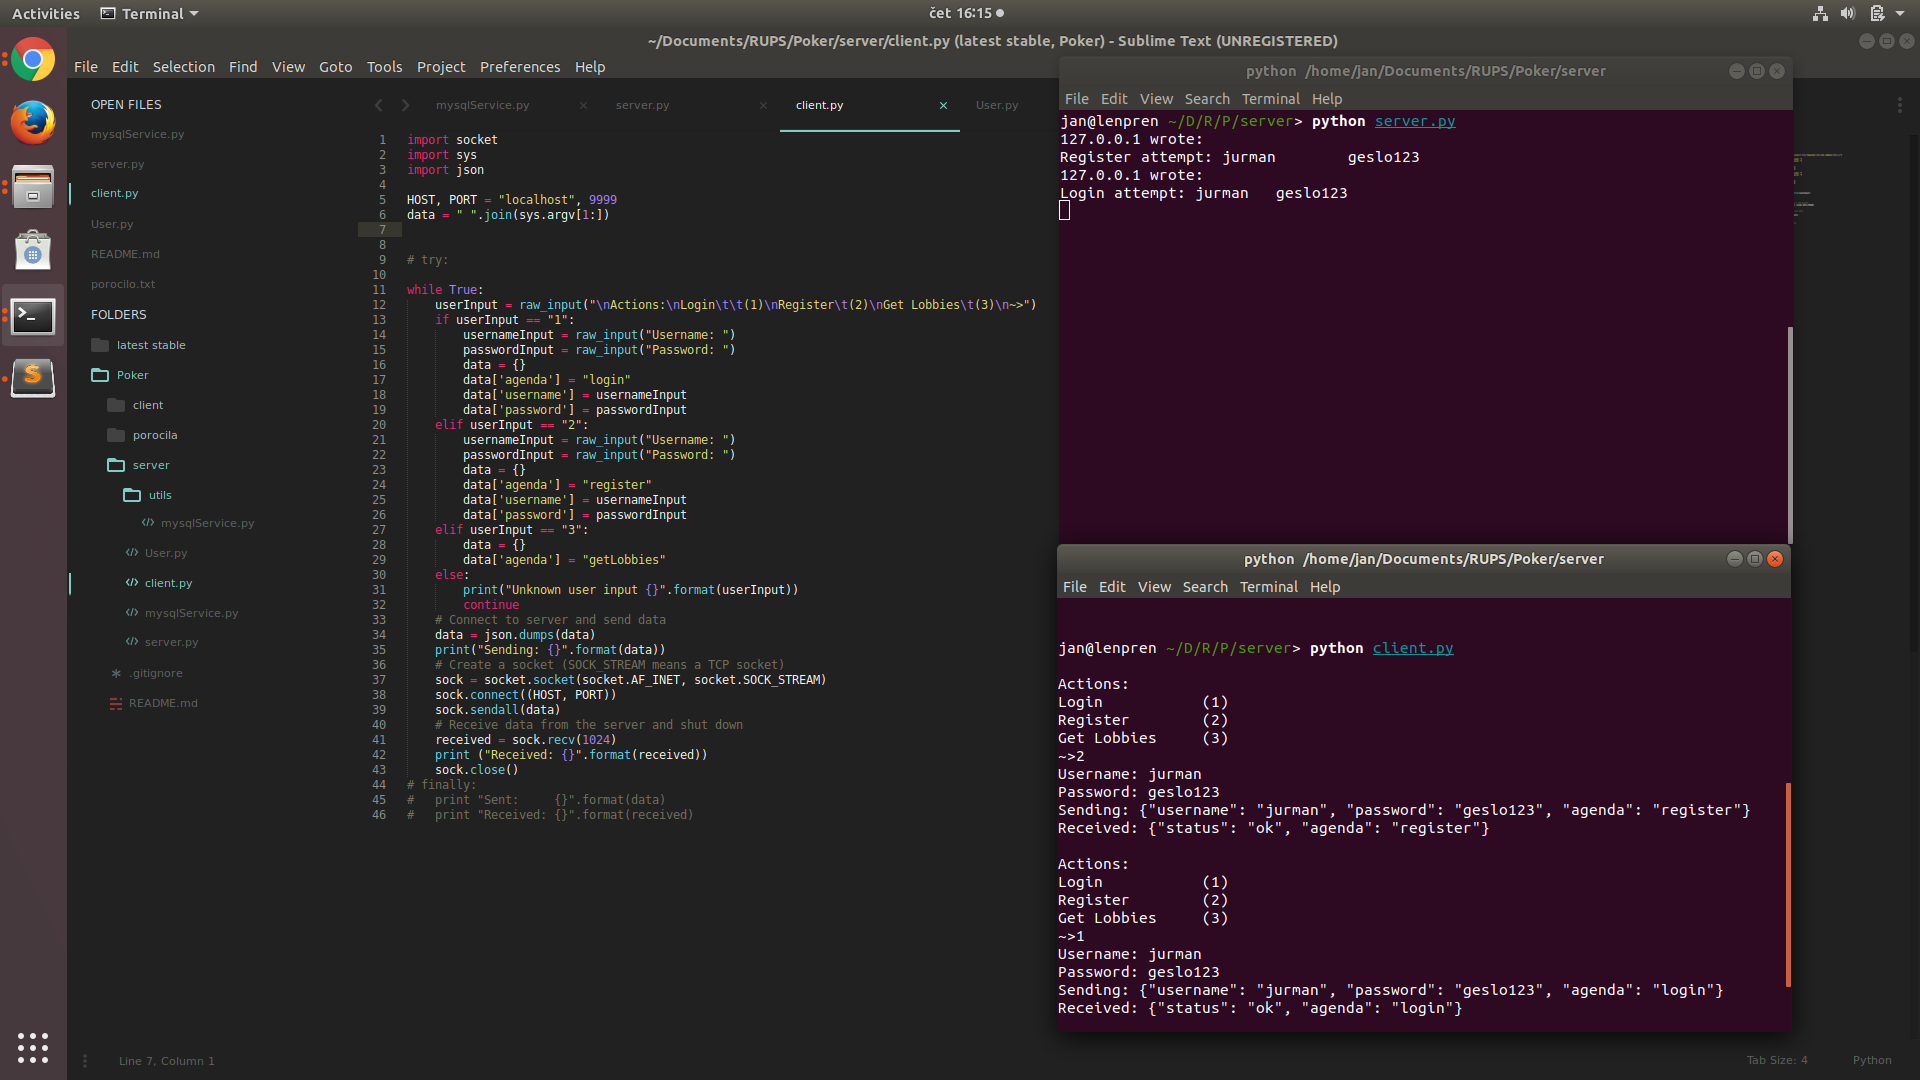 Activities
Terminal
čet 16:15
~/Documents/RUPS/Poker/server/client.py (latest stable, Poker) - Sublime Text (UNREGISTERED)
File Edit Selection Find View Goto Tools Project Preferences Help
OPEN FILES
mysqlService.py
server.py
client.py
User.py
README.md
porocilo.txt
FOLDERS
latest stable
Poker
client
porocila
server
utils
mysqlService.py
User.py
client.py
mysqlService.py
server.py
.gitignore
README.md
mysqlService.py server.py client.py User.py
1 import socket
2 import sys
3 import json
4
5 HOST, PORT = "localhost", 9999
6 data = " ".join(sys.argv[1:])
7
8
9 # try:
10
11 while True:
12     userInput = raw_input("\nActions:\nLogin\t\t(1)\nRegister\t(2)\nGet Lobbies\t(3)\n~>")
13     if userInput == "1":
14         usernameInput = raw_input("Username: ")
15         passwordInput = raw_input("Password: ")
16         data = {}
17         data['agenda'] = "login"
18         data['username'] = usernameInput
19         data['password'] = passwordInput
20     elif userInput == "2":
21         usernameInput = raw_input("Username: ")
22         passwordInput = raw_input("Password: ")
23         data = {}
24         data['agenda'] = "register"
25         data['username'] = usernameInput
26         data['password'] = passwordInput
27     elif userInput == "3":
28         data = {}
29         data['agenda'] = "getLobbies"
30     else:
31         print("Unknown user input {}".format(userInput))
32         continue
33     # Connect to server and send data
34     data = json.dumps(data)
35     print("Sending: {}".format(data))
36     # Create a socket (SOCK_STREAM means a TCP socket)
37     sock = socket.socket(socket.AF_INET, socket.SOCK_STREAM)
38     sock.connect((HOST, PORT))
39     sock.sendall(data)
40     # Receive data from the server and shut down
41     received = sock.recv(1024)
42     print ("Received: {}".format(received))
43     sock.close()
44 # finally:
45 #   print "Sent:     {}".format(data)
46 #   print "Received: {}".format(received)
Line 7, Column 1
Tab Size: 4
Python
python /home/jan/Documents/RUPS/Poker/server
File Edit View Search Terminal Help
jan@lenpren ~/D/R/P/server> python server.py
127.0.0.1 wrote:
Register attempt: jurman        geslo123
127.0.0.1 wrote:
Login attempt: jurman   geslo123
python /home/jan/Documents/RUPS/Poker/server
File Edit View Search Terminal Help
jan@lenpren ~/D/R/P/server> python client.py
Actions:
Login           (1)
Register        (2)
Get Lobbies     (3)
~>2
Username: jurman
Password: geslo123
Sending: {"username": "jurman", "password": "geslo123", "agenda": "register"}
Received: {"status": "ok", "agenda": "register"}
Actions:
Login           (1)
Register        (2)
Get Lobbies     (3)
~>1
Username: jurman
Password: geslo123
Sending: {"username": "jurman", "password": "geslo123", "agenda": "login"}
Received: {"status": "ok", "agenda": "login"}